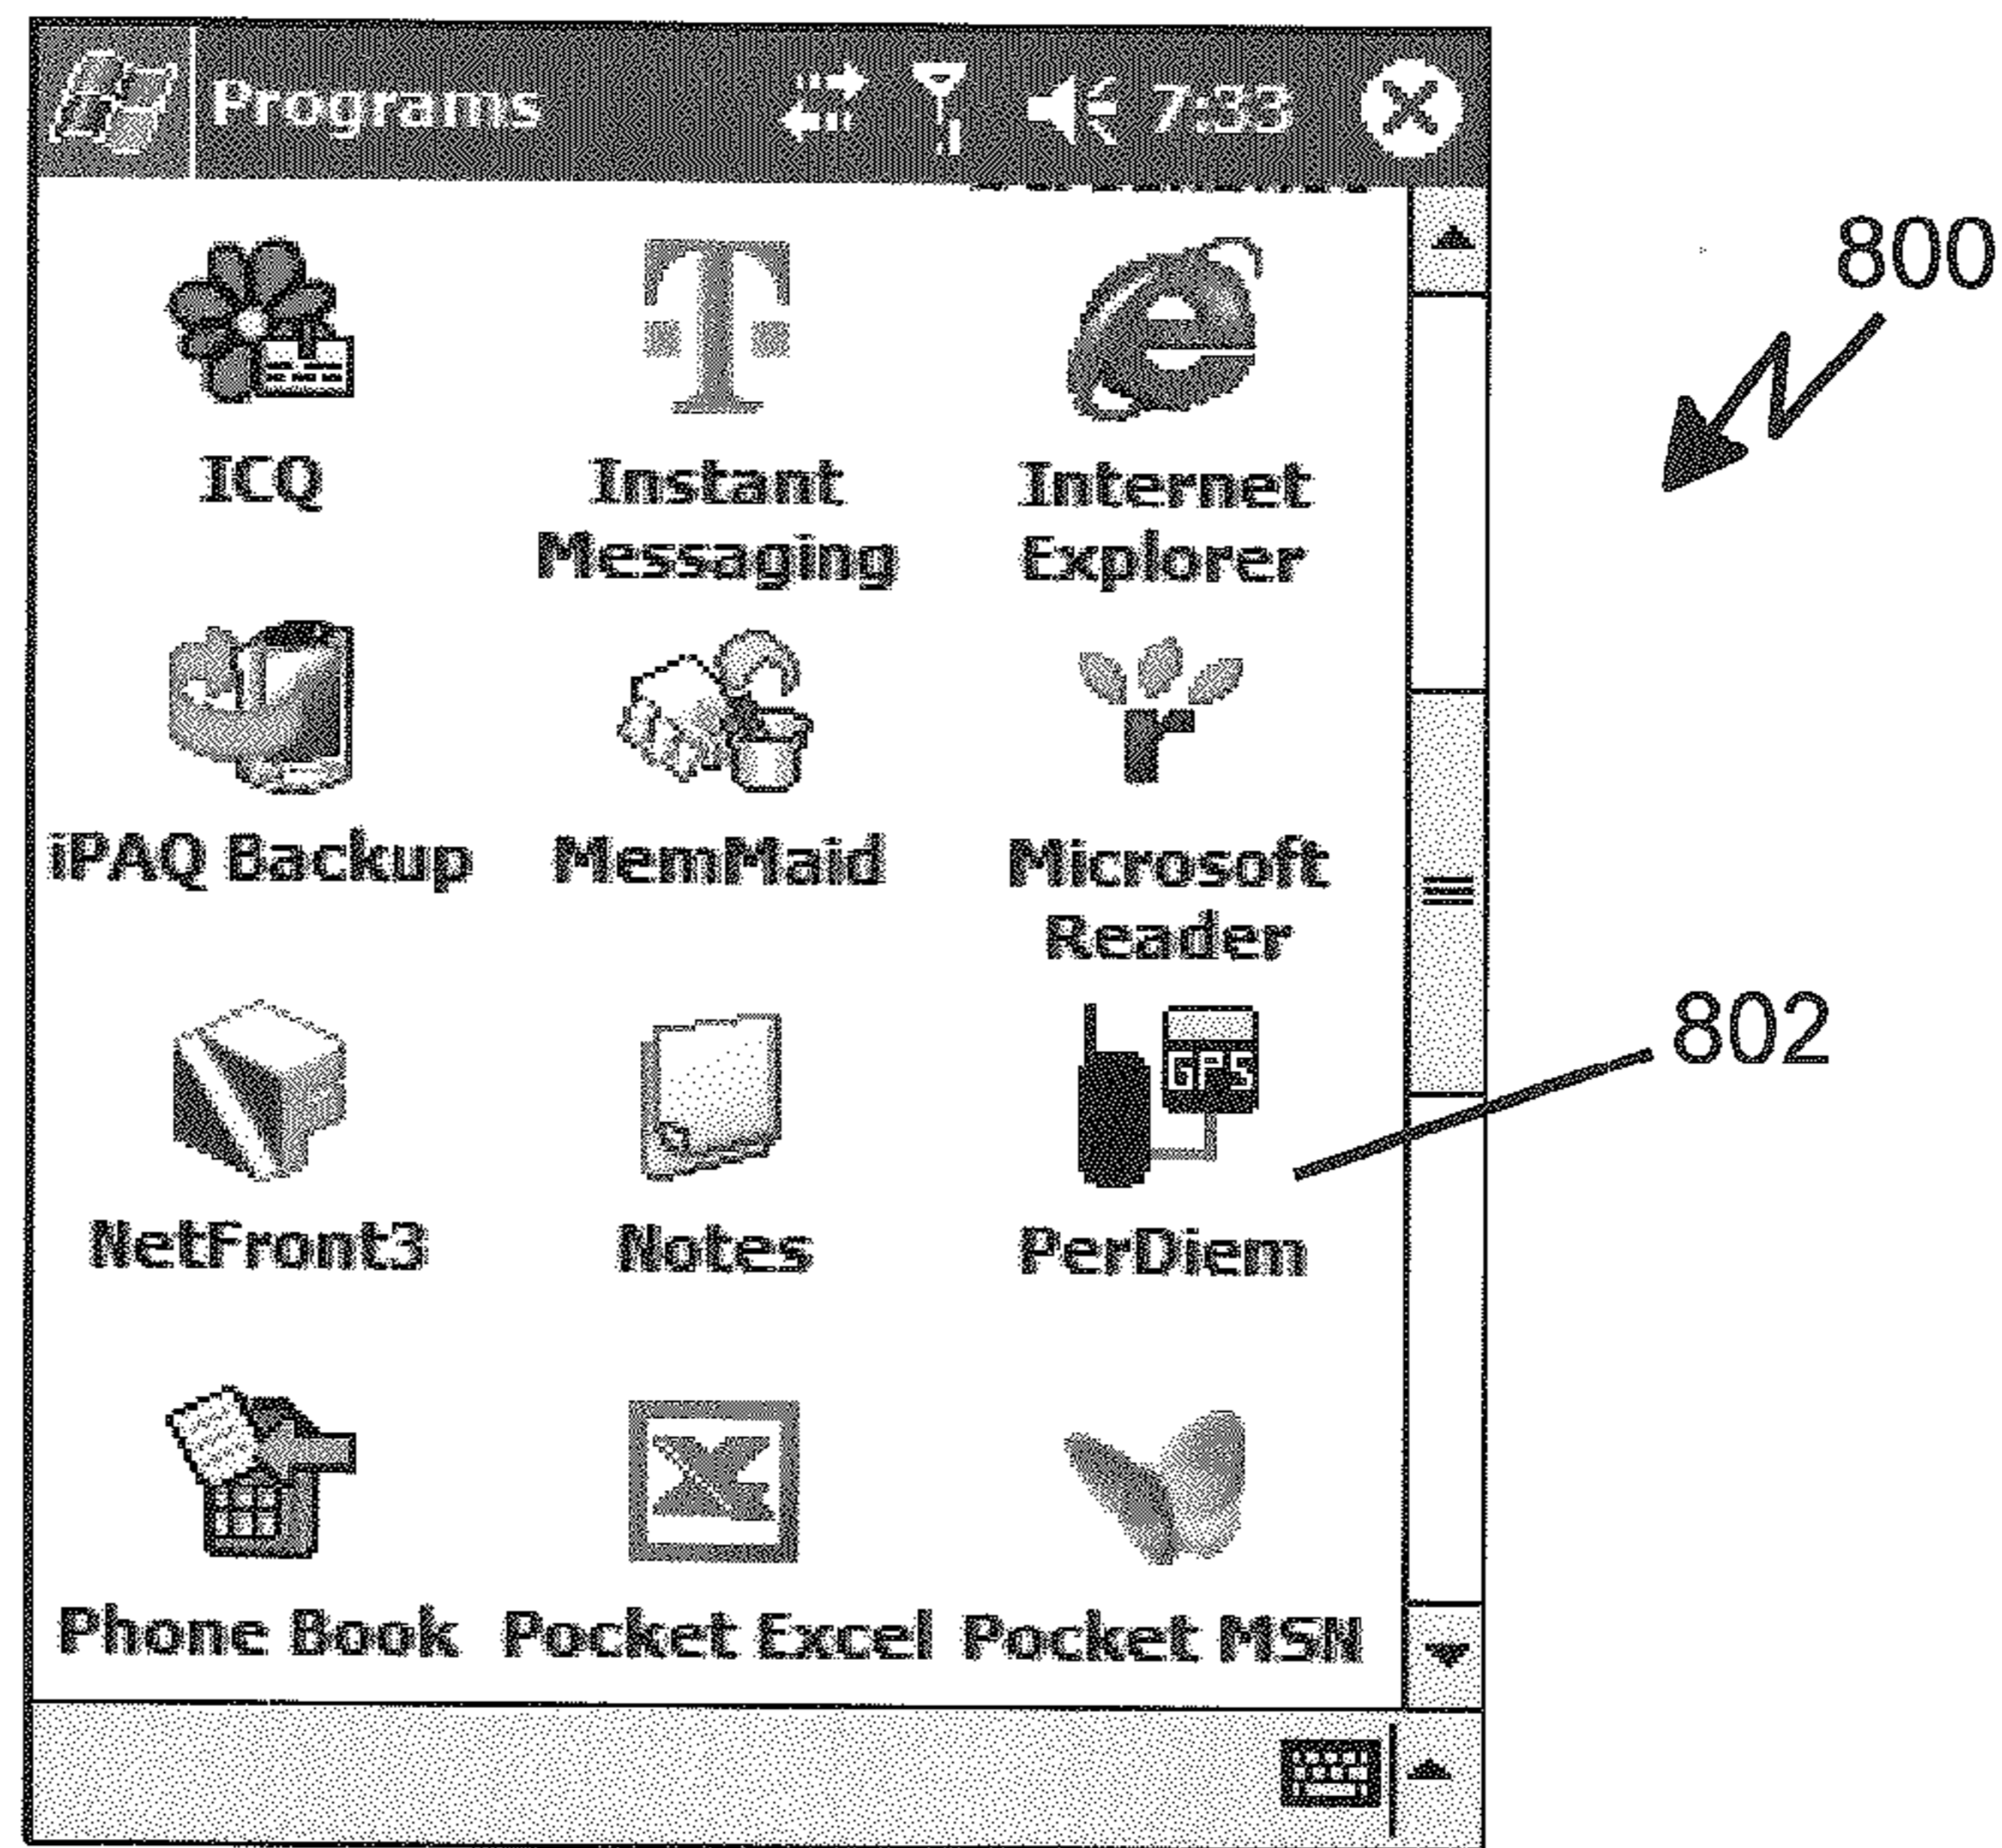 Programs 7:33
800
ICQ Instant Messaging Internet Explorer
iPAQ Backup MemMaid Microsoft Reader
GPS
802
NetFront3 Notes PerDiem
Phone Book Pocket Excel Pocket MSN